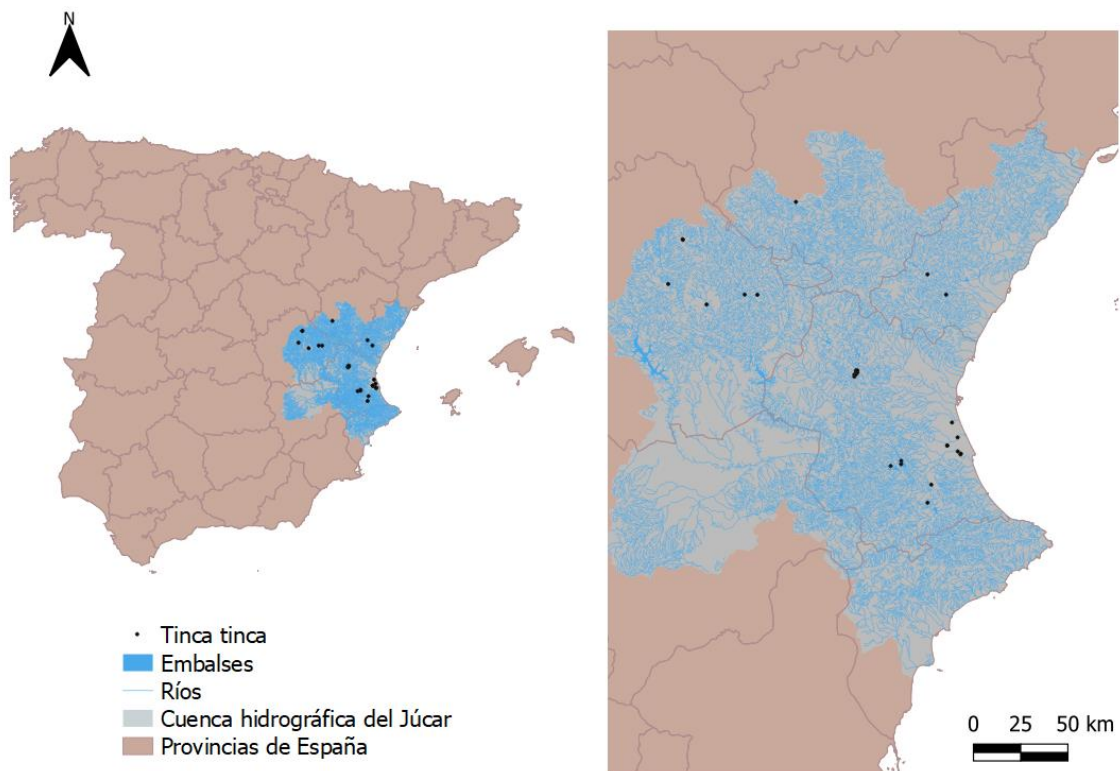 N
Tinca tinca
Embalses
Ríos
Cuenca hidrográfica del Júcar
Provincias de España
0 25 50 km